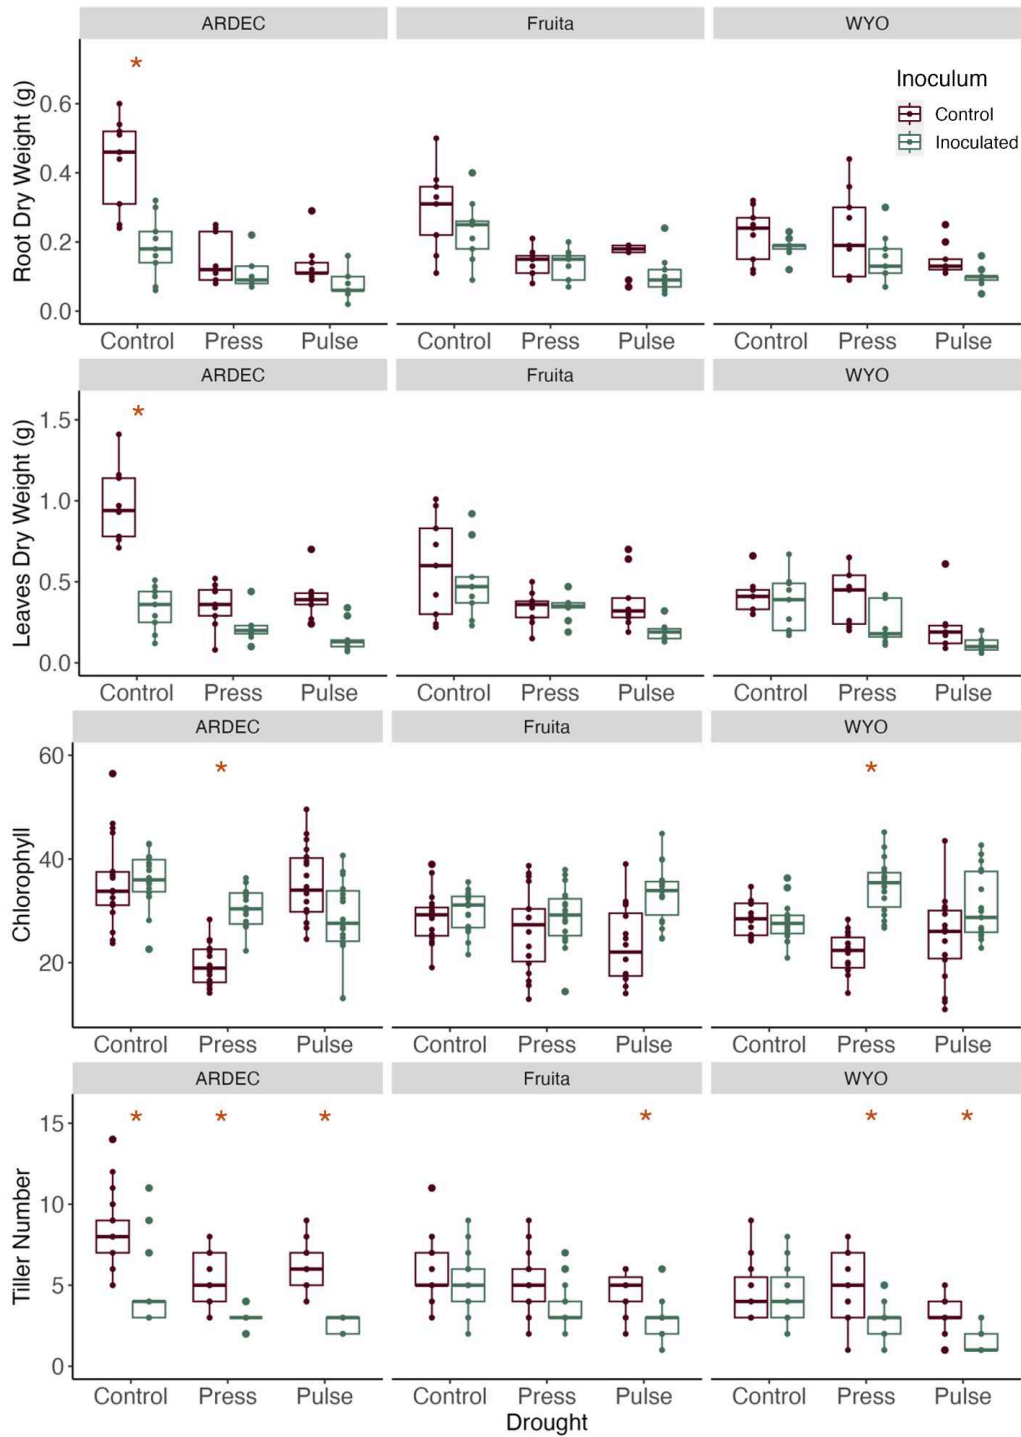 ARDEC Fruita WYO
*
Root Dry Weight (g)
0.6
0.4
0.2
0.0
Inoculum
Control
Inoculated
Control Press Pulse Control Press Pulse Control Press Pulse
ARDEC Fruita WYO
*
Leaves Dry Weight (g)
1.5
1.0
0.5
0.0
Control Press Pulse Control Press Pulse Control Press Pulse
ARDEC Fruita WYO
* *
Chlorophyll
60
40
20
Control Press Pulse Control Press Pulse Control Press Pulse
ARDEC Fruita WYO
* * * * * *
Tiller Number
15
10
5
0
Control Press Pulse Control Press Pulse Control Press Pulse
Drought